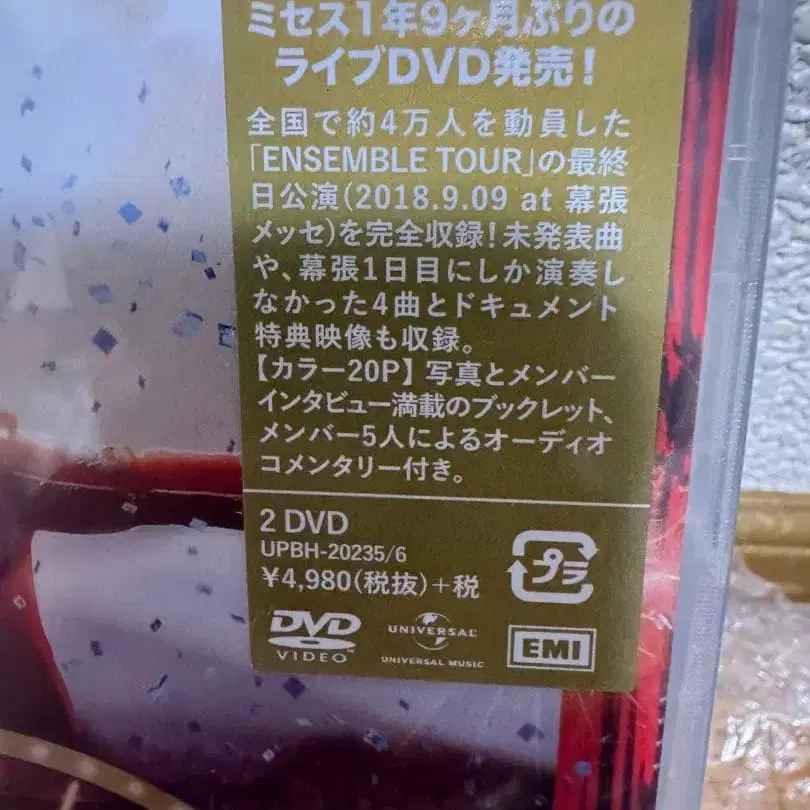 ミセス1年9ヶ月ぶりの
ライブDVD発売!
全国で約4万人を動員した
「ENSEMBLE TOUR」の最終
日公演(2018.9.09 at 幕張
メッセ)を完全収録!未発表曲
や、幕張1日目にしか演奏し
なかった4曲とドキュメント
特典映像も収録。
【カラー20P】写真とメンバー
インタビュー満載のブックレット、
メンバー5人によるオーディオ
コメンタリー付き。
2 DVD
UPBH-20235/6
¥4,980(税抜)+税
プラ
DVD
VIDEO
UNIVERSAL
UNIVERSAL MUSIC
EMI